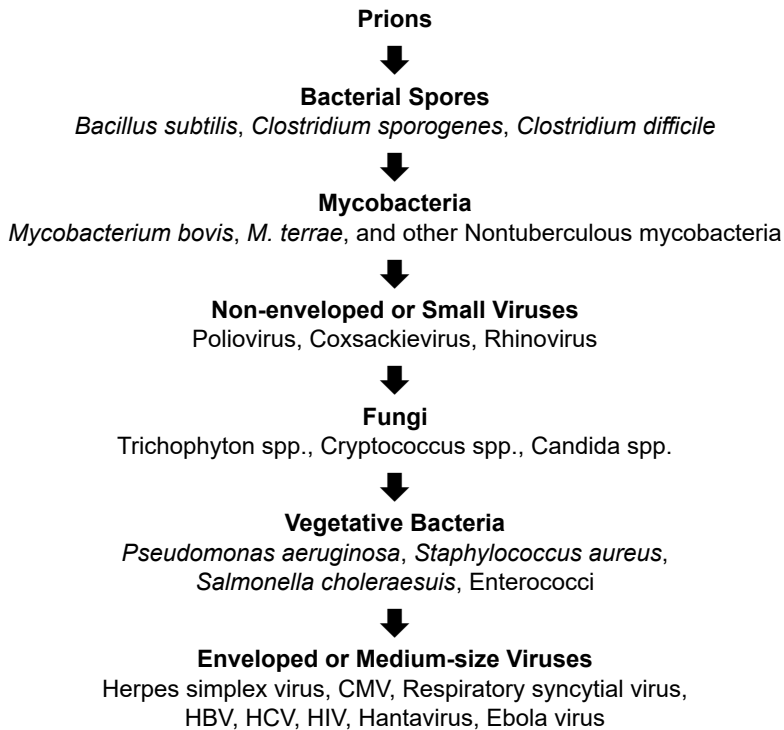 Prions
Bacterial Spores
Bacillus subtilis, Clostridium sporogenes, Clostridium difficile
Mycobacteria
Mycobacterium bovis, M. terrae, and other Nontuberculous mycobacteria
Non-enveloped or Small Viruses
Poliovirus, Coxsackievirus, Rhinovirus
Fungi
Trichophyton spp., Cryptococcus spp., Candida spp.
Vegetative Bacteria
Pseudomonas aeruginosa, Staphylococcus aureus,
Salmonella choleraesuis, Enterococci
Enveloped or Medium-size Viruses
Herpes simplex virus, CMV, Respiratory syncytial virus,
HBV, HCV, HIV, Hantavirus, Ebola virus